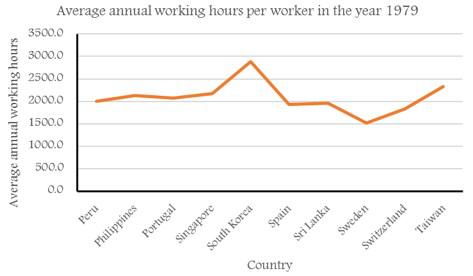 Average annual working hours per worker in the year 1979
Average annual working hours
3500.0
3000.0
2500.0
2000.0
1500.0
1000.0
500.0
0.0
Peru
Philippines
Portugal
Singapore
South Korea
Spain
Sri Lanka
Sweden
Switzerland
Taiwan
Country